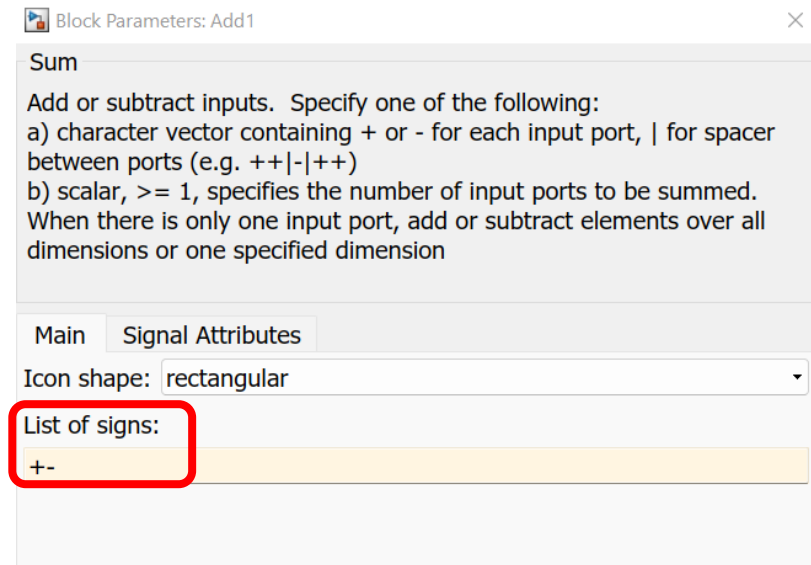 Block Parameters: Add1
Sum
Add or subtract inputs.  Specify one of the following:
a) character vector containing + or - for each input port, | for spacer
between ports (e.g. ++|-|++)
b) scalar, >= 1, specifies the number of input ports to be summed.
When there is only one input port, add or subtract elements over all
dimensions or one specified dimension
Main Signal Attributes
Icon shape: rectangular
List of signs:
+-